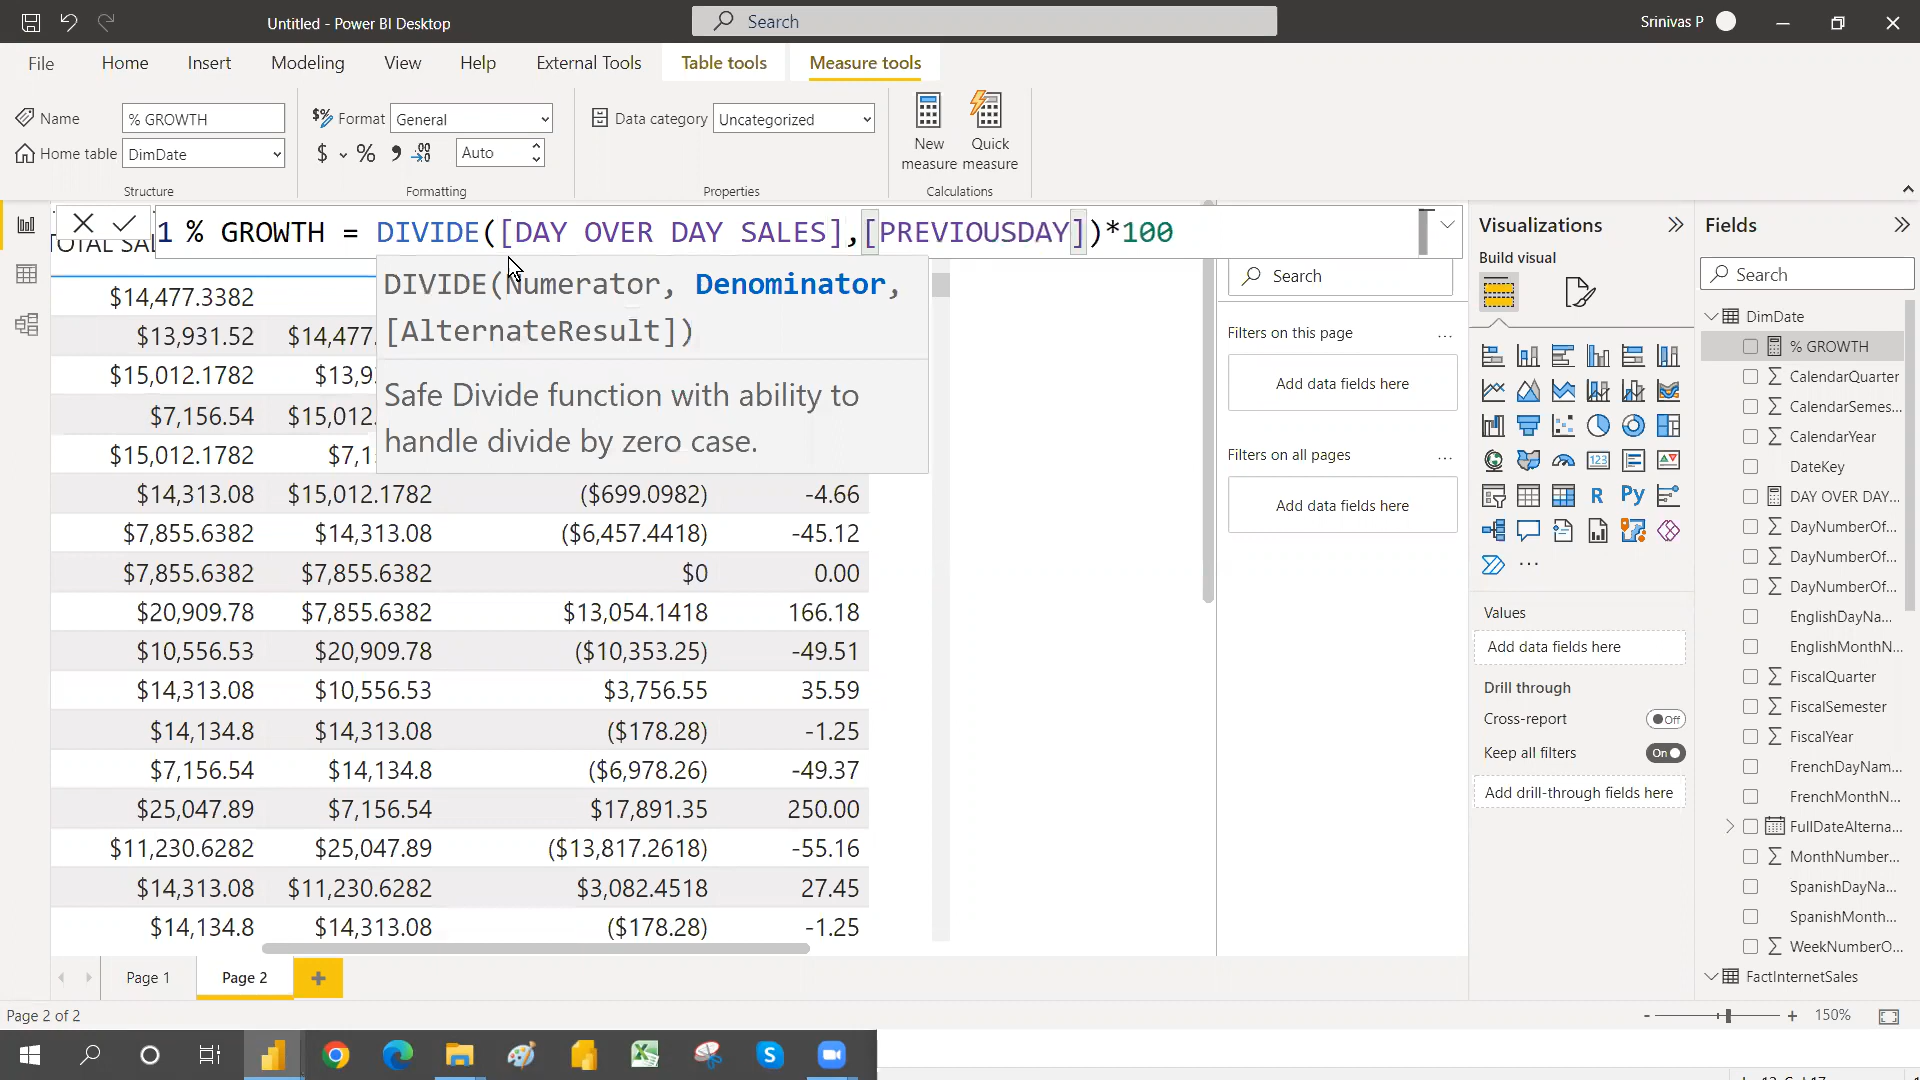 Untitled - Power BI Desktop
Search
Srinivas P
File
Home
Insert
Modeling
View
Help
External Tools
Table tools
Measure tools
Name
% GROWTH
Home table
DimDate
Structure
Format
General
$
%
Auto
Formatting
Data category
Uncategorized
Properties
New measure
Quick measure
Calculations
1 % GROWTH = DIVIDE([DAY OVER DAY SALES],[PREVIOUSDAY])*100
DIVIDE(Numerator, Denominator,
[AlternateResult])
Safe Divide function with ability to
handle divide by zero case.
$14,477.3382
$13,931.52
$15,012.1782
$7,156.54
$15,012.1782
$14,313.08 $15,012.1782 ($699.0982) -4.66
$7,855.6382 $14,313.08 ($6,457.4418) -45.12
$7,855.6382 $7,855.6382 $0 0.00
$20,909.78 $7,855.6382 $13,054.1418 166.18
$10,556.53 $20,909.78 ($10,353.25) -49.51
$14,313.08 $10,556.53 $3,756.55 35.59
$14,134.8 $14,313.08 ($178.28) -1.25
$7,156.54 $14,134.8 ($6,978.26) -49.37
$25,047.89 $7,156.54 $17,891.35 250.00
$11,230.6282 $25,047.89 ($13,817.2618) -55.16
$14,313.08 $11,230.6282 $3,082.4518 27.45
$14,134.8 $14,313.08 ($178.28) -1.25
Search
Filters on this page
...
Add data fields here
Filters on all pages
...
Add data fields here
Visualizations
Build visual
123
R
Py
...
Values
Add data fields here
Drill through
Cross-report
Off
Keep all filters
On
Add drill-through fields here
Fields
Search
DimDate
% GROWTH
CalendarQuarter
CalendarSemes...
CalendarYear
DateKey
DAY OVER DAY...
DayNumberOf...
DayNumberOf...
DayNumberOf...
EnglishDayNa...
EnglishMonthN...
FiscalQuarter
FiscalSemester
FiscalYear
FrenchDayNam...
FrenchMonthN...
FullDateAlterna...
MonthNumber...
SpanishDayNa...
SpanishMonth...
WeekNumberO...
FactInternetSales
Page 1
Page 2
Page 2 of 2
150%